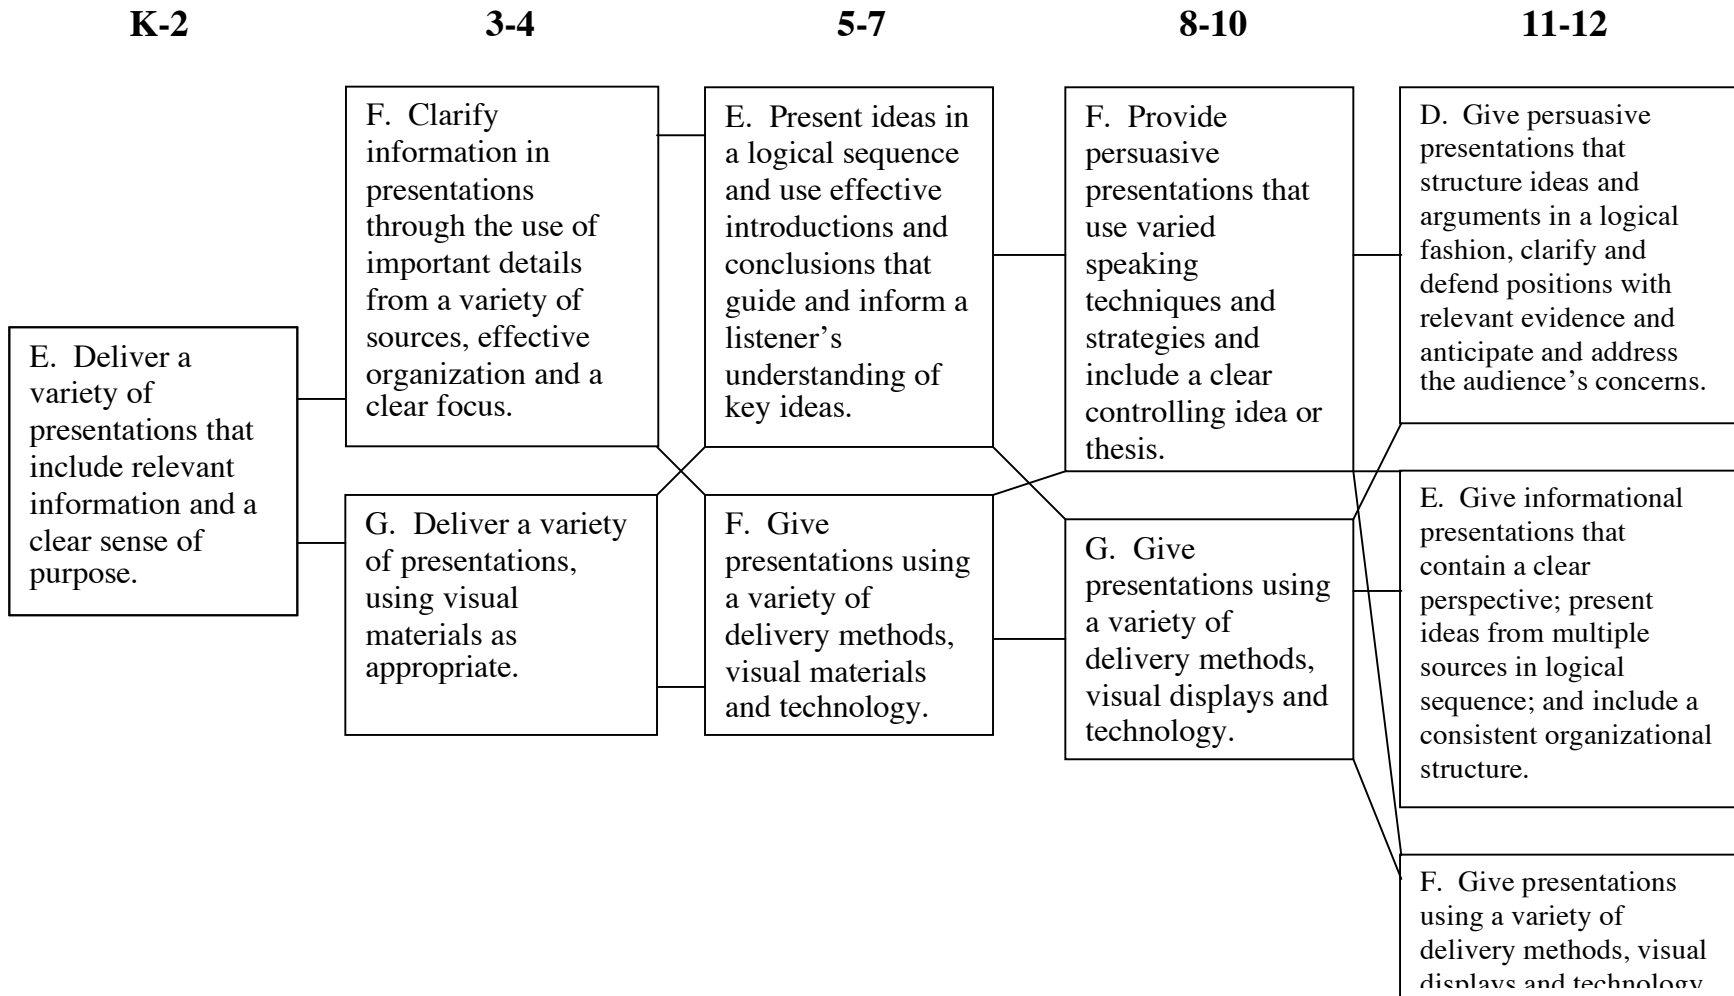 K-2 3-4 5-7 8-10 11-12
E. Deliver a
variety of
presentations that
include relevant
information and a
clear sense of
purpose.
F. Clarify
information in
presentations
through the use of
important details
from a variety of
sources, effective
organization and a
clear focus.
G. Deliver a variety
of presentations,
using visual
materials as
appropriate.
E. Present ideas in
a logical sequence
and use effective
introductions and
conclusions that
guide and inform a
listener’s
understanding of
key ideas.
F. Give
presentations using
a variety of
delivery methods,
visual materials
and technology.
F. Provide
persuasive
presentations that
use varied
speaking
techniques and
strategies and
include a clear
controlling idea or
thesis.
G. Give
presentations using
a variety of
delivery methods,
visual displays and
technology.
D. Give persuasive
presentations that
structure ideas and
arguments in a logical
fashion, clarify and
defend positions with
relevant evidence and
anticipate and address
the audience’s concerns.
E. Give informational
presentations that
contain a clear
perspective; present
ideas from multiple
sources in logical
sequence; and include a
consistent organizational
structure.
F. Give presentations
using a variety of
delivery methods, visual
displays and technology